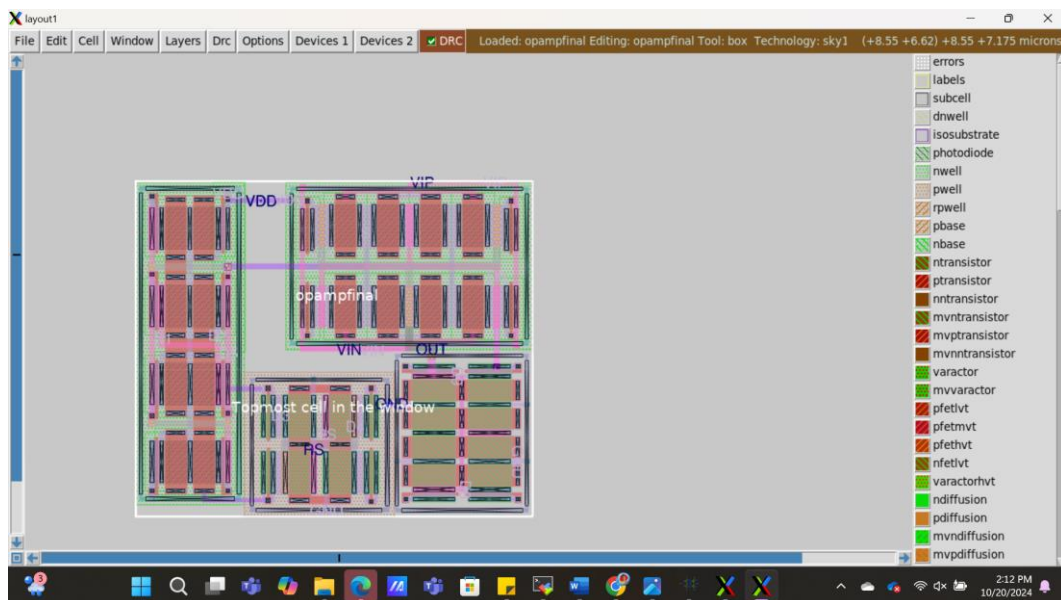 layout1
File Edit Cell Window Layers Drc Options Devices 1 Devices 2 DRC Loaded: opampfinal Editing: opampfinal Tool: box Technology: sky1 (+8.55 +6.62) +8.55 +7.175 microns
errors
labels
subcell
dnwell
isosubstrate
photodiode
nwell
pwell
rpwell
pbase
nbase
ntransistor
ptransistor
nntransistor
mvntransistor
mvptransistor
mvnntransistor
varactor
mvvaractor
pfetlvt
pfetmvt
pfethvt
nfetlvt
varactorhvt
ndiffusion
pdiffusion
mvndiffusion
mvpdiffusion
VIP
VDD
opampfinal
VIN OUT
Topmost cell in the window
GND
RS
D
3
2:12 PM
10/20/2024